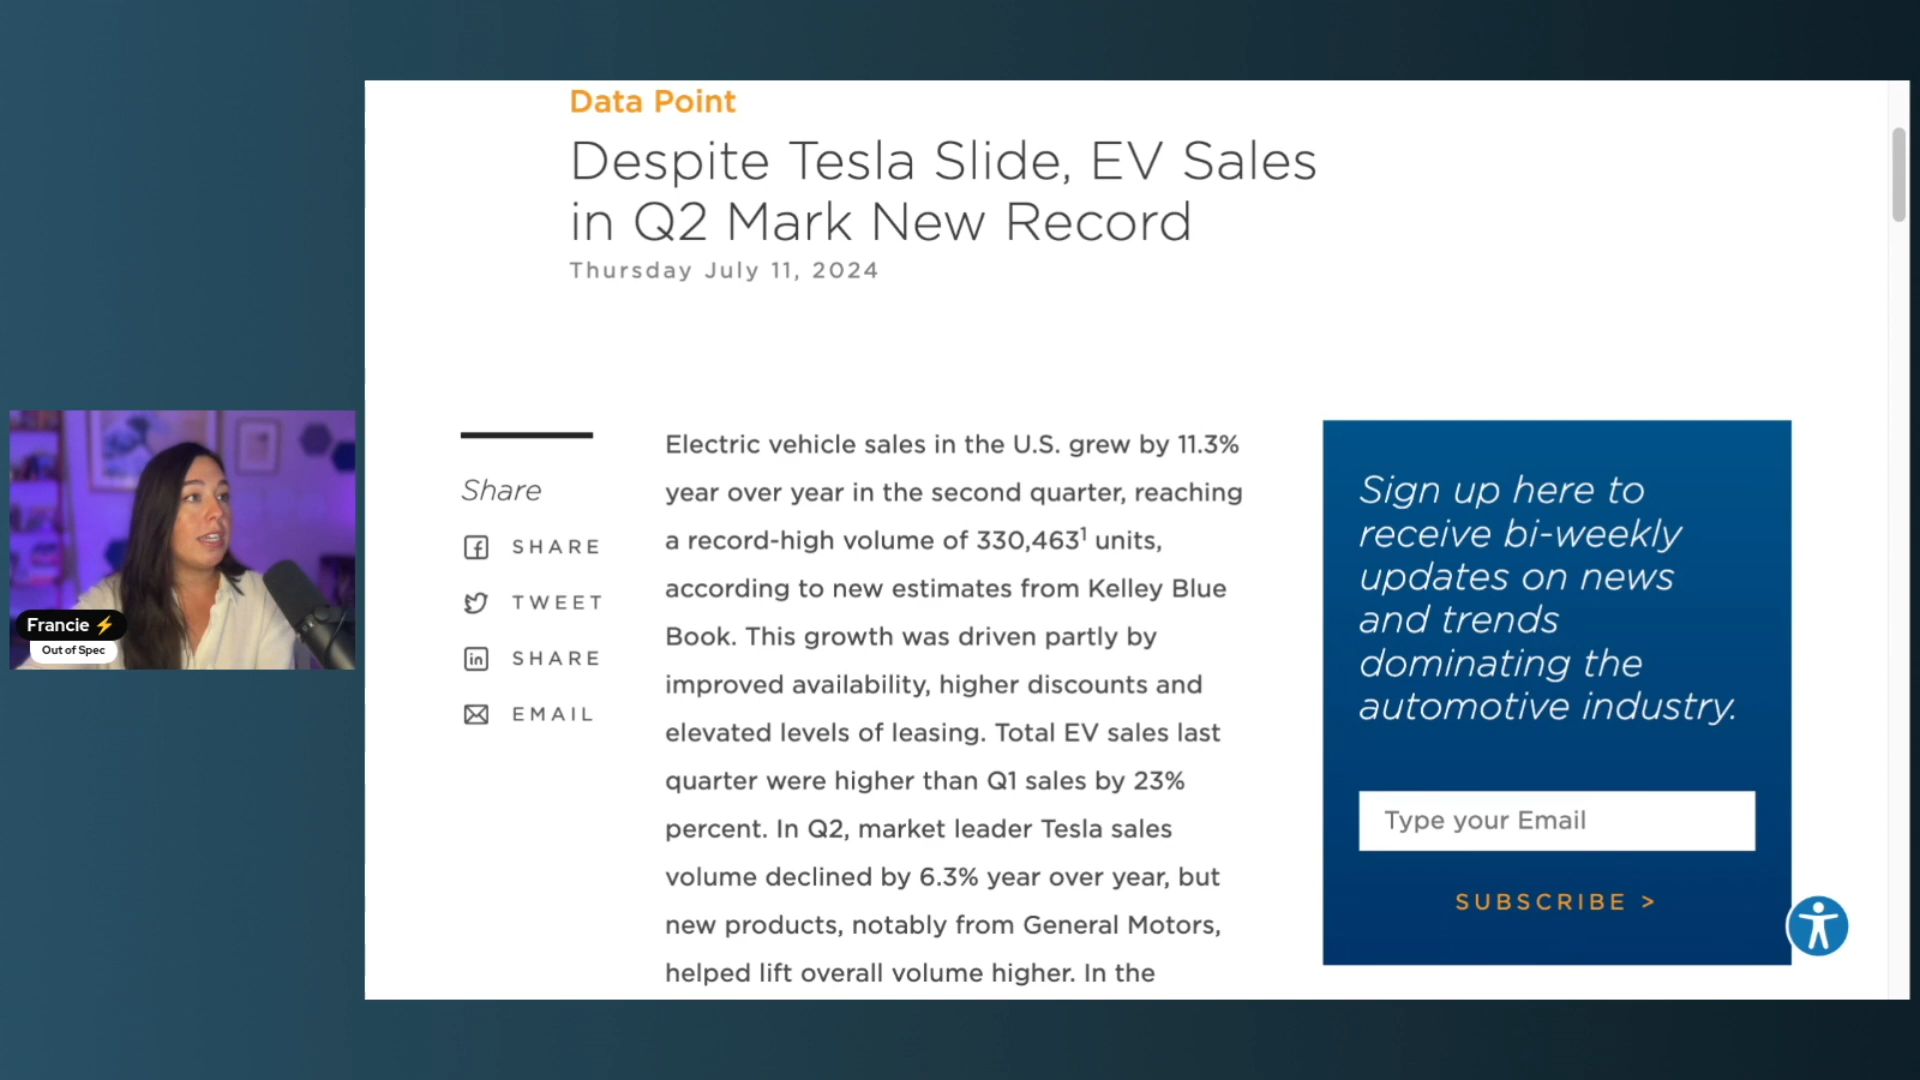 Data Point
Despite Tesla Slide, EV Sales
in Q2 Mark New Record
Thursday July 11, 2024
Share
SHARE
TWEET
SHARE
EMAIL
Electric vehicle sales in the U.S. grew by 11.3%
year over year in the second quarter, reaching
a record-high volume of 330,463¹ units,
according to new estimates from Kelley Blue
Book. This growth was driven partly by
improved availability, higher discounts and
elevated levels of leasing. Total EV sales last
quarter were higher than Q1 sales by 23%
percent. In Q2, market leader Tesla sales
volume declined by 6.3% year over year, but
new products, notably from General Motors,
helped lift overall volume higher. In the
Sign up here to
receive bi-weekly
updates on news
and trends
dominating the
automotive industry.
Type your Email
SUBSCRIBE >
Francie ⚡
Out of Spec